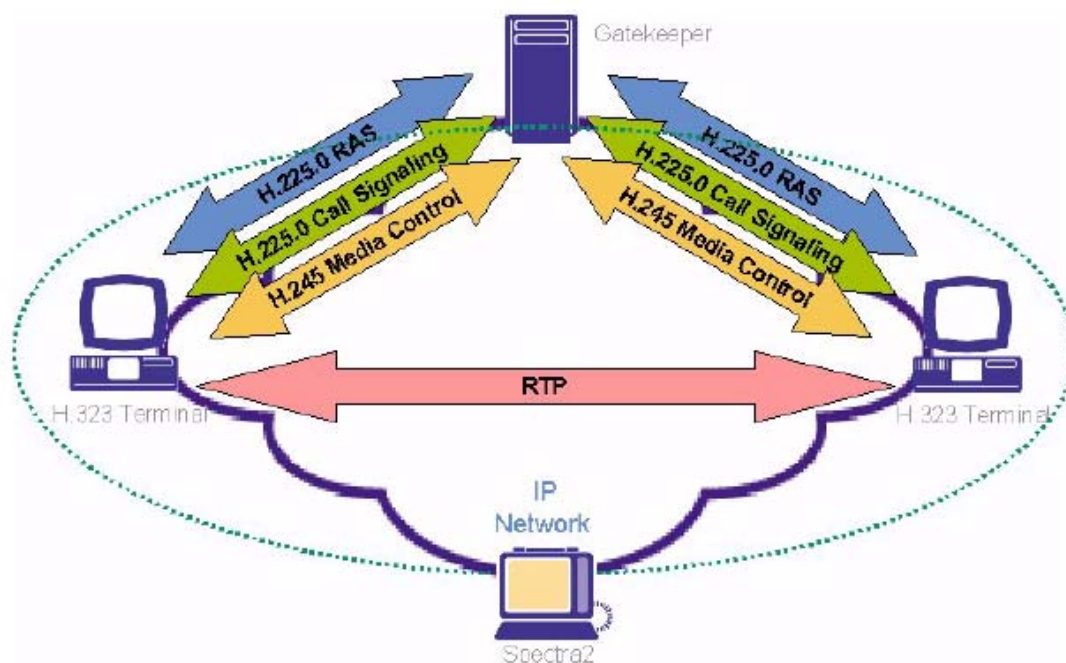 Gatekeeper
H.225.0 RAS
H.225.0 Call Signaling
H.245 Media Control
H.225.0 RAS
H.225.0 Call Signaling
H.245 Media Control
RTP
H.323 Terminal
H.323 Terminal
IP
Network
Spectra2